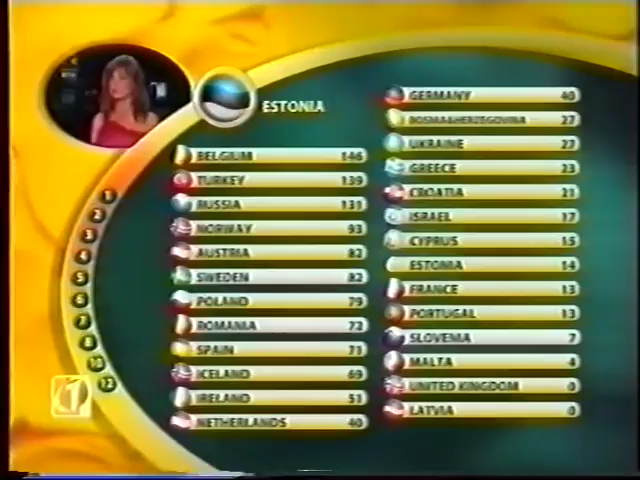 ESTONIA
BELGIUM 146
TURKEY 139
RUSSIA 131
NORWAY 93
AUSTRIA 82
SWEDEN 82
POLAND 79
ROMANIA 72
SPAIN 71
ICELAND 69
IRELAND 51
NETHERLANDS 40
GERMANY 40
BOSNIA&HERZEGOVINA 27
UKRAINE 27
GREECE 23
CROATIA 21
ISRAEL 17
CYPRUS 15
ESTONIA 14
FRANCE 13
PORTUGAL 13
SLOVENIA 7
MALTA 4
UNITED KINGDOM 0
LATVIA 0
1
2
3
4
5
6
7
8
10
12
1